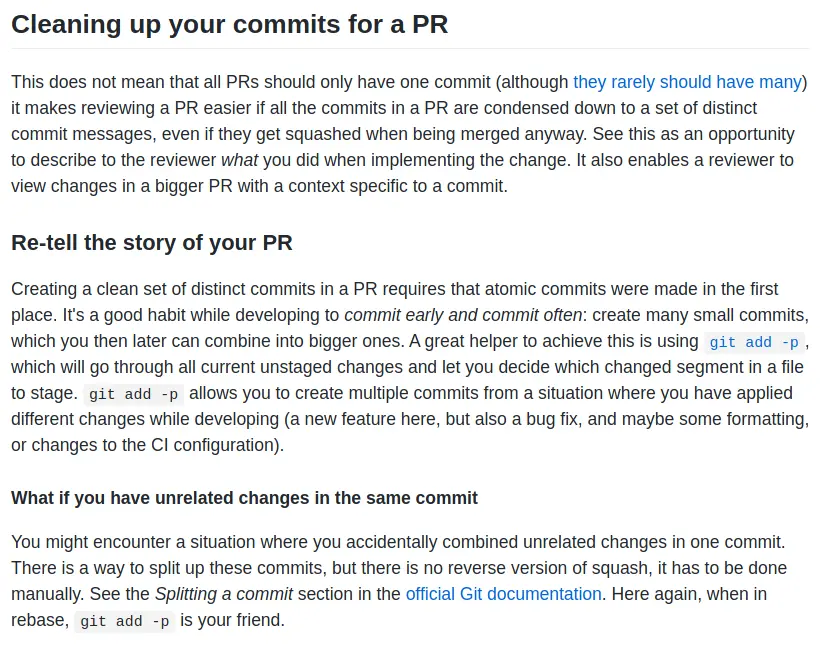 Cleaning up your commits for a PR
This does not mean that all PRs should only have one commit (although they rarely should have many)
it makes reviewing a PR easier if all the commits in a PR are condensed down to a set of distinct
commit messages, even if they get squashed when being merged anyway. See this as an opportunity
to describe to the reviewer what you did when implementing the change. It also enables a reviewer to
view changes in a bigger PR with a context specific to a commit.
Re-tell the story of your PR
Creating a clean set of distinct commits in a PR requires that atomic commits were made in the first
place. It's a good habit while developing to commit early and commit often: create many small commits,
which you then later can combine into bigger ones. A great helper to achieve this is using git add -p,
which will go through all current unstaged changes and let you decide which changed segment in a file
to stage. git add -p allows you to create multiple commits from a situation where you have applied
different changes while developing (a new feature here, but also a bug fix, and maybe some formatting,
or changes to the CI configuration).
What if you have unrelated changes in the same commit
You might encounter a situation where you accidentally combined unrelated changes in one commit.
There is a way to split up these commits, but there is no reverse version of squash, it has to be done
manually. See the Splitting a commit section in the official Git documentation. Here again, when in
rebase, git add -p is your friend.